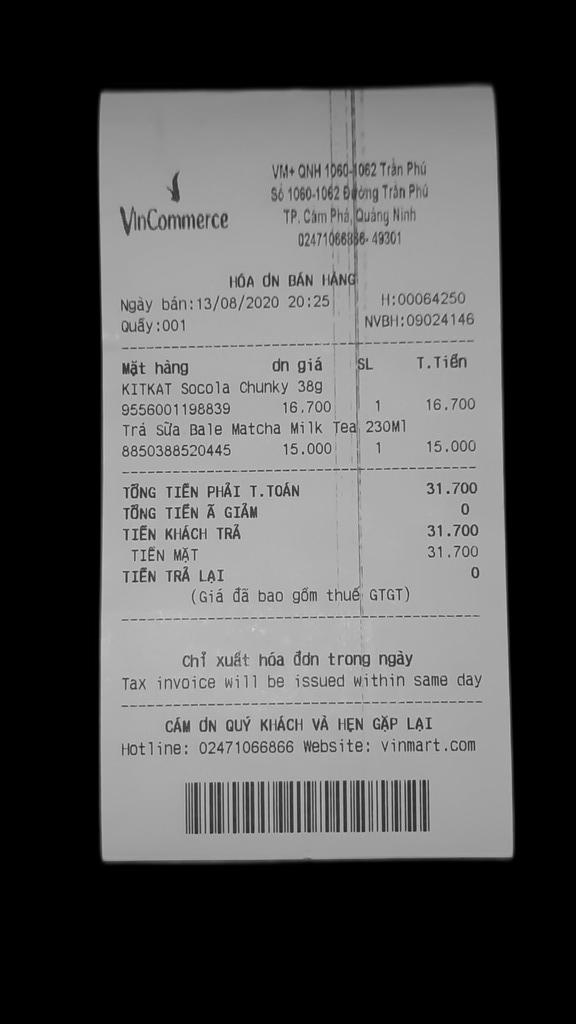 VinCommerce
VM+ QNH 1060-1062 Trần Phú
Số 1060-1062 Đường Trần Phú
TP. Cẩm Phả, Quảng Ninh
02471066866- 49301
HÓA ƠN BÁN HÀNG
Ngày bán:13/08/2020 20:25 H:00064250
Quầy:001 NVBH:09024146
Mặt hàng ơn giá SL T.Tiền
KITKAT Socola Chunky 38g
9556001198839 16.700 1 16.700
Trá Sữa Bale Matcha Milk Tea 230Ml
8850388520445 15.000 1 15.000
TỔNG TIỀN PHẢI T.TOÁN 31.700
TỔNG TIỀN Ã GIẢM 0
TIỀN KHÁCH TRẢ 31.700
TIỀN MẶT 31.700
TIỀN TRẢ LẠI 0
(Giá đã bao gồm thuế GTGT)
Chỉ xuất hóa đơn trong ngày
Tax invoice will be issued within same day
CÁM ƠN QUÝ KHÁCH VÀ HẸN GẶP LẠI
Hotline: 02471066866 Website: vinmart.com